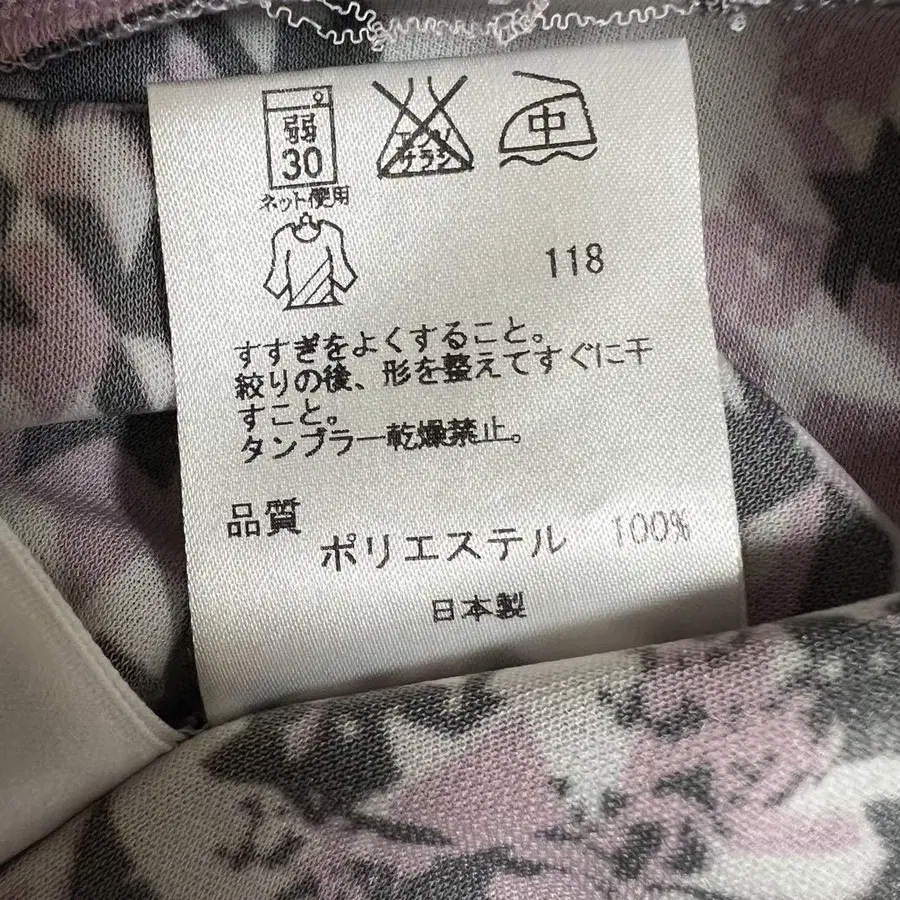 弱
30
ネット使用
エンソ
サラシ
中
118
すすぎをよくすること。
絞りの後、形を整えてすぐに干
すこと。
タンブラー乾燥禁止。
品質
ポリエステル 100%
日本製